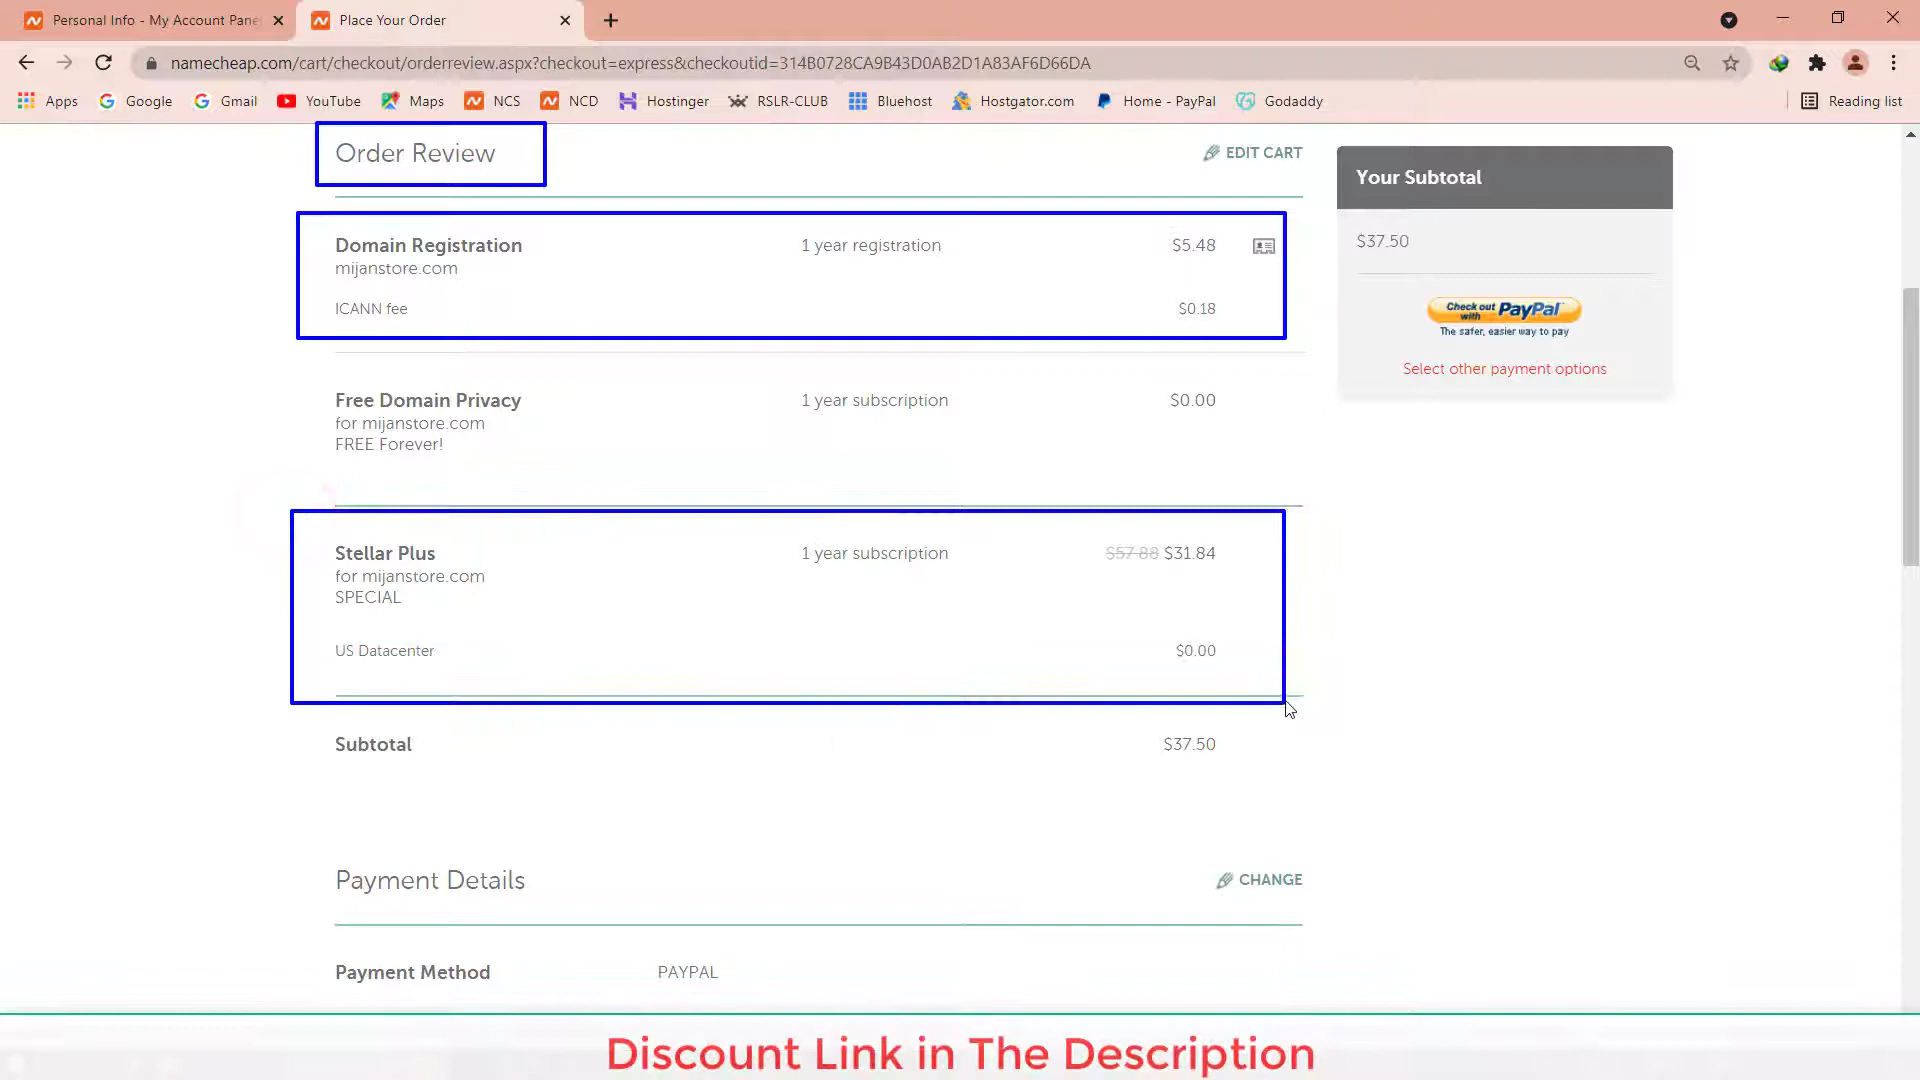 Personal Info - My Account Pane
Place Your Order
namecheap.com/cart/checkout/orderreview.aspx?checkout=express&checkoutid=314B0728CA9B43D0AB2D1A83AF6D66DA
Apps Google Gmail YouTube Maps NCS NCD Hostinger RSLR-CLUB Bluehost Hostgator.com Home - PayPal Godaddy Reading list
Order Review EDIT CART
Domain Registration 1 year registration $5.48
mijanstore.com
ICANN fee $0.18
Free Domain Privacy 1 year subscription $0.00
for mijanstore.com
FREE Forever!
Stellar Plus 1 year subscription $57.88 $31.84
for mijanstore.com
SPECIAL
US Datacenter $0.00
Subtotal $37.50
Your Subtotal
$37.50
Check out with PayPal
The safer, easier way to pay
Select other payment options
Payment Details CHANGE
Payment Method PAYPAL
Discount Link in The Description